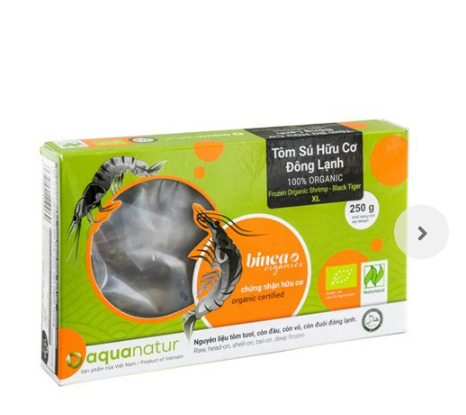 Tôm Sú Hữu Cơ
Đông Lạnh
100% ORGANIC
Frozen Organic Shrimp - Black Tiger
XL
250 g
binca
organics
chứng nhận hữu cơ
organic certified
Naturland
aquanatur
Sản phẩm của Việt Nam / Product of Vietnam
Nguyên liệu tôm tươi, còn đầu, còn vỏ, còn đuôi đông lạnh.
Raw, head-on, shell-on, tail-on, deep frozen